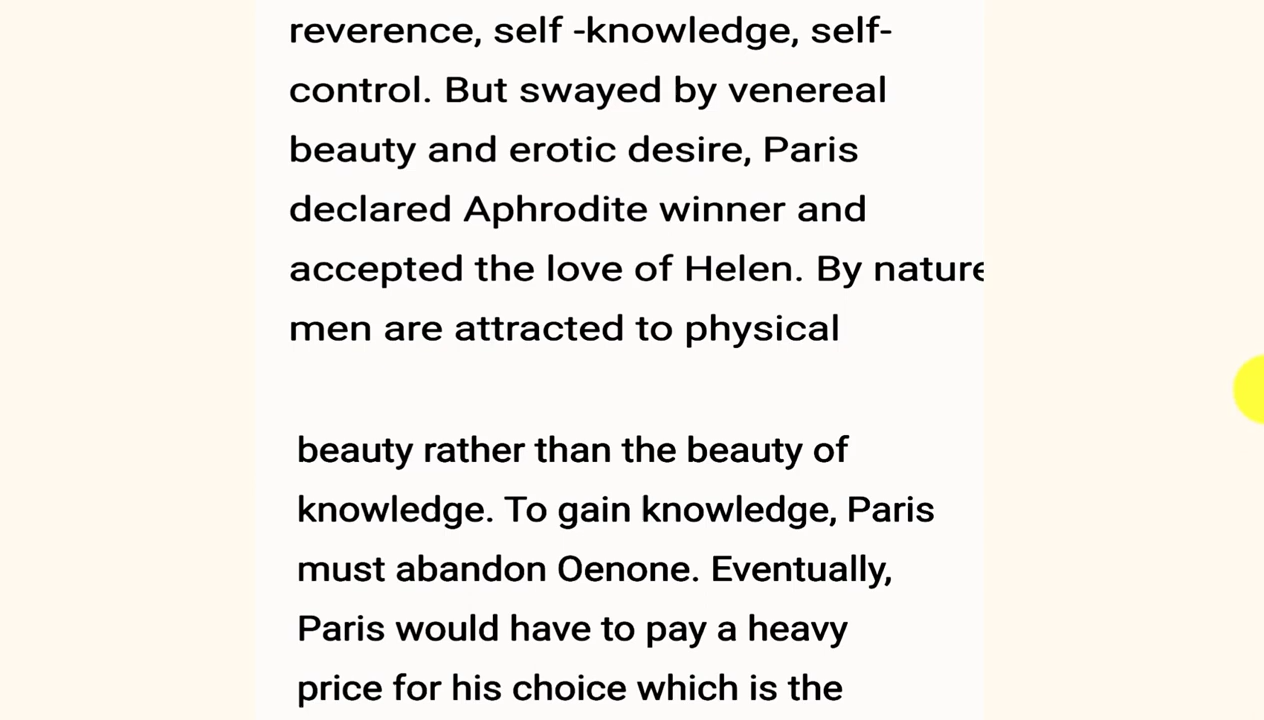 reverence, self -knowledge, self-
control. But swayed by venereal
beauty and erotic desire, Paris
declared Aphrodite winner and
accepted the love of Helen. By nature
men are attracted to physical
beauty rather than the beauty of
knowledge. To gain knowledge, Paris
must abandon Oenone. Eventually,
Paris would have to pay a heavy
price for his choice which is the